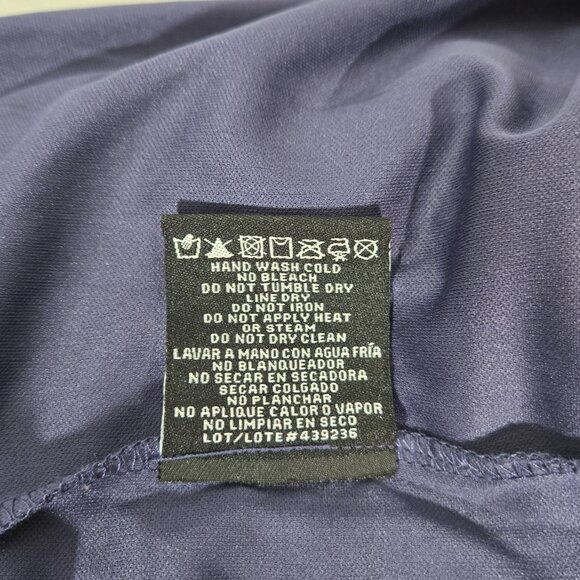 HAND WASH COLD
NO BLEACH
DO NOT TUMBLE DRY
LINE DRY
DO NOT IRON
DO NOT APPLY HEAT
OR STEAM
DO NOT DRY CLEAN
LAVAR A MANO CON AGUA FRÍA
NO BLANQUEADOR
NO SECAR EN SECADORA
SECAR COLGADO
NO PLANCHAR
NO APLIQUE CALOR O VAPOR
NO LIMPIAR EN SECO
LOT/LOTE#439236